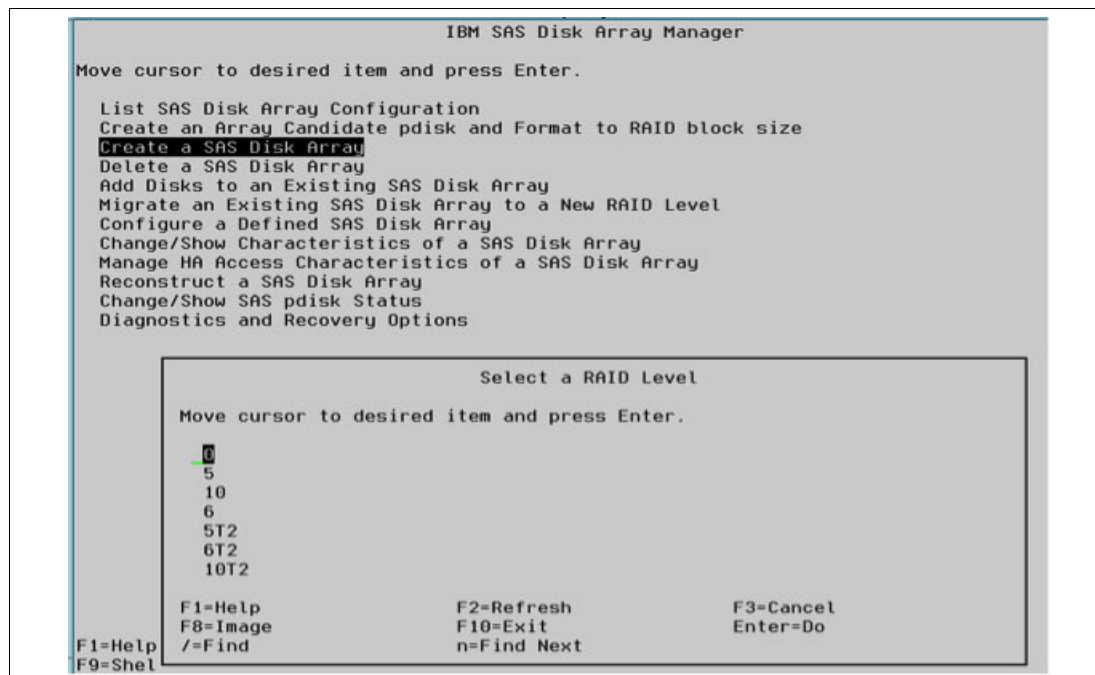 IBM SAS Disk Array Manager
Move cursor to desired item and press Enter.
List SAS Disk Array Configuration
Create an Array Candidate pdisk and Format to RAID block size
Create a SAS Disk Array
Delete a SAS Disk Array
Add Disks to an Existing SAS Disk Array
Migrate an Existing SAS Disk Array to a New RAID Level
Configure a Defined SAS Disk Array
Change/Show Characteristics of a SAS Disk Array
Manage HA Access Characteristics of a SAS Disk Array
Reconstruct a SAS Disk Array
Change/Show SAS pdisk Status
Diagnostics and Recovery Options
Select a RAID Level
Move cursor to desired item and press Enter.
0
5
10
6
5T2
6T2
10T2
F1=Help F2=Refresh F3=Cancel
F8=Image F10=Exit Enter=Do
F1=Help /=Find n=Find Next
F9=Shel